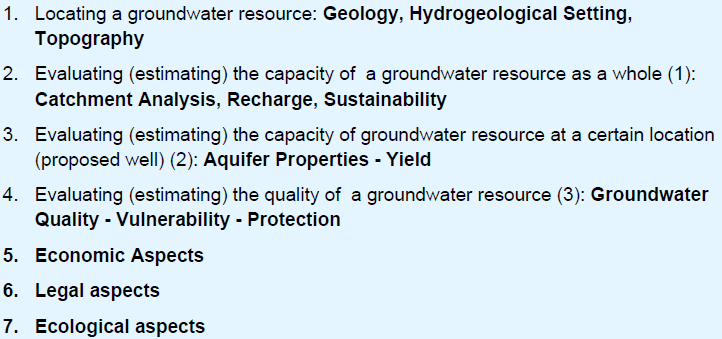 1. Locating a groundwater resource: Geology, Hydrogeological Setting,
Topography
2. Evaluating (estimating) the capacity of a groundwater resource as a whole (1):
Catchment Analysis, Recharge, Sustainability
3. Evaluating (estimating) the capacity of groundwater resource at a certain location
(proposed well) (2): Aquifer Properties - Yield
4. Evaluating (estimating) the quality of a groundwater resource (3): Groundwater
Quality - Vulnerability - Protection
5. Economic Aspects
6. Legal aspects
7. Ecological aspects